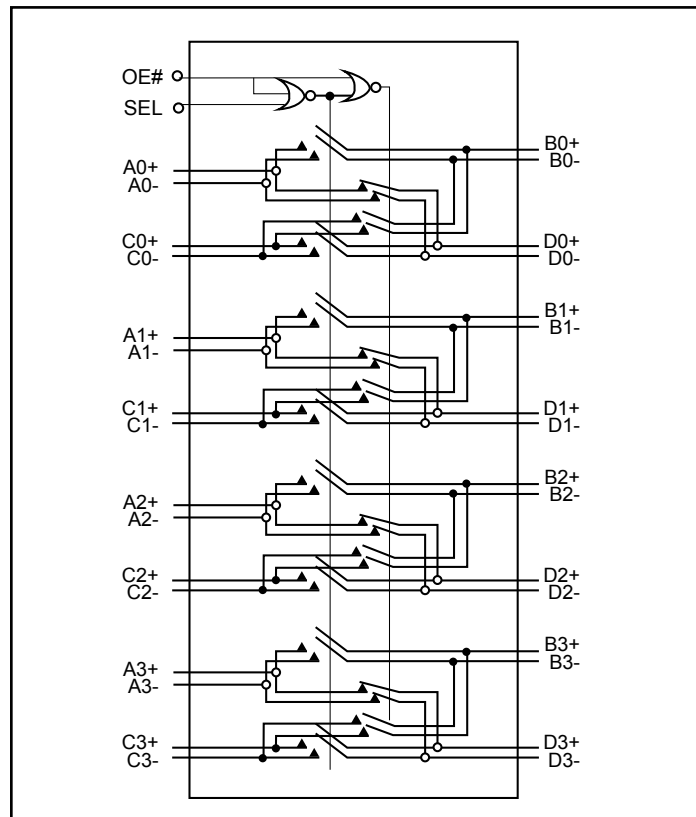 OE#
SEL
B0+
B0-
A0+
A0-
C0+
C0-
D0+
D0-
B1+
B1-
A1+
A1-
C1+
C1-
D1+
D1-
B2+
B2-
A2+
A2-
C2+
C2-
D2+
D2-
B3+
B3-
A3+
A3-
C3+
C3-
D3+
D3-